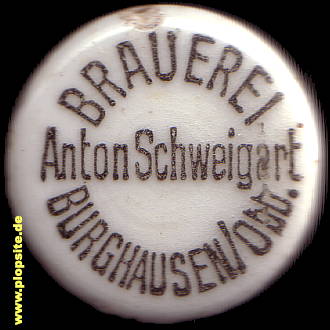 BRAUEREI
Anton Schweigart
BURGHAUSEN/Obb.
www.plopsite.de